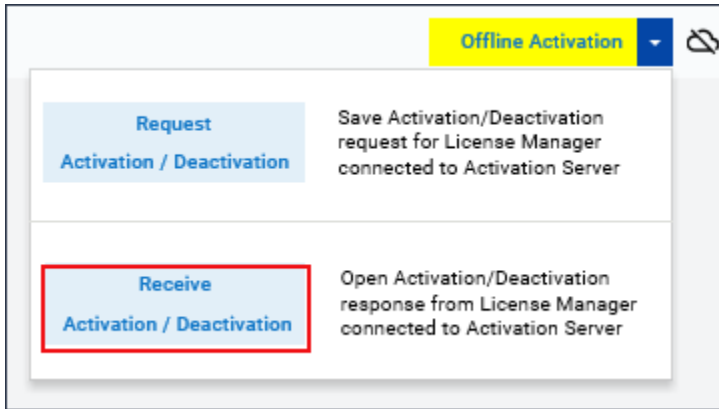 Offline Activation
Request
Activation / Deactivation
Save Activation/Deactivation
request for License Manager
connected to Activation Server
Receive
Activation / Deactivation
Open Activation/Deactivation
response from License Manager
connected to Activation Server